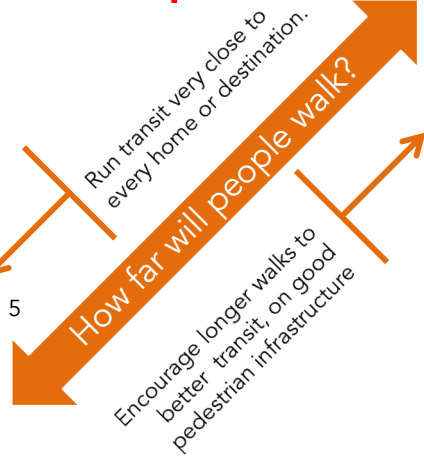 Run transit very close to
every home or destination.
How far will people walk?
5
Encourage longer walks to
better transit, on good
pedestrian infrastructure